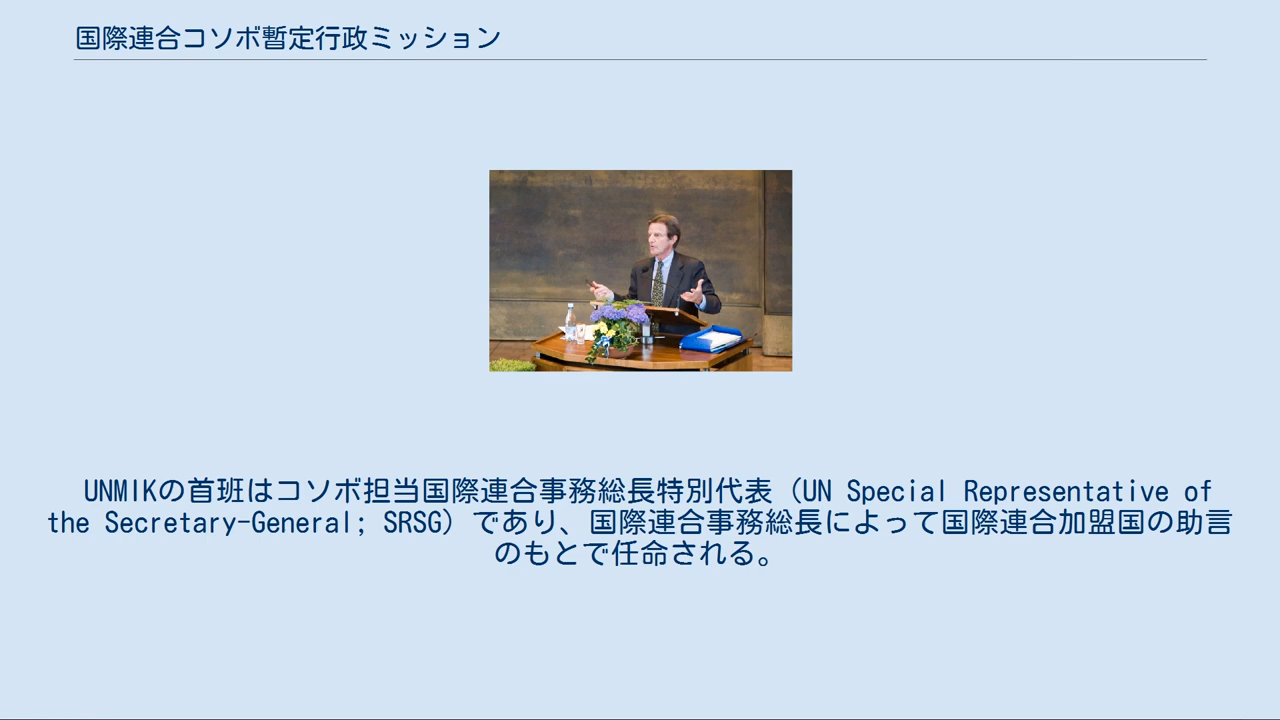 国際連合コソボ暫定行政ミッション
UNMIKの首班はコソボ担当国際連合事務総長特別代表（UN Special Representative of
the Secretary-General; SRSG）であり、国際連合事務総長によって国際連合加盟国の助言
のもとで任命される。